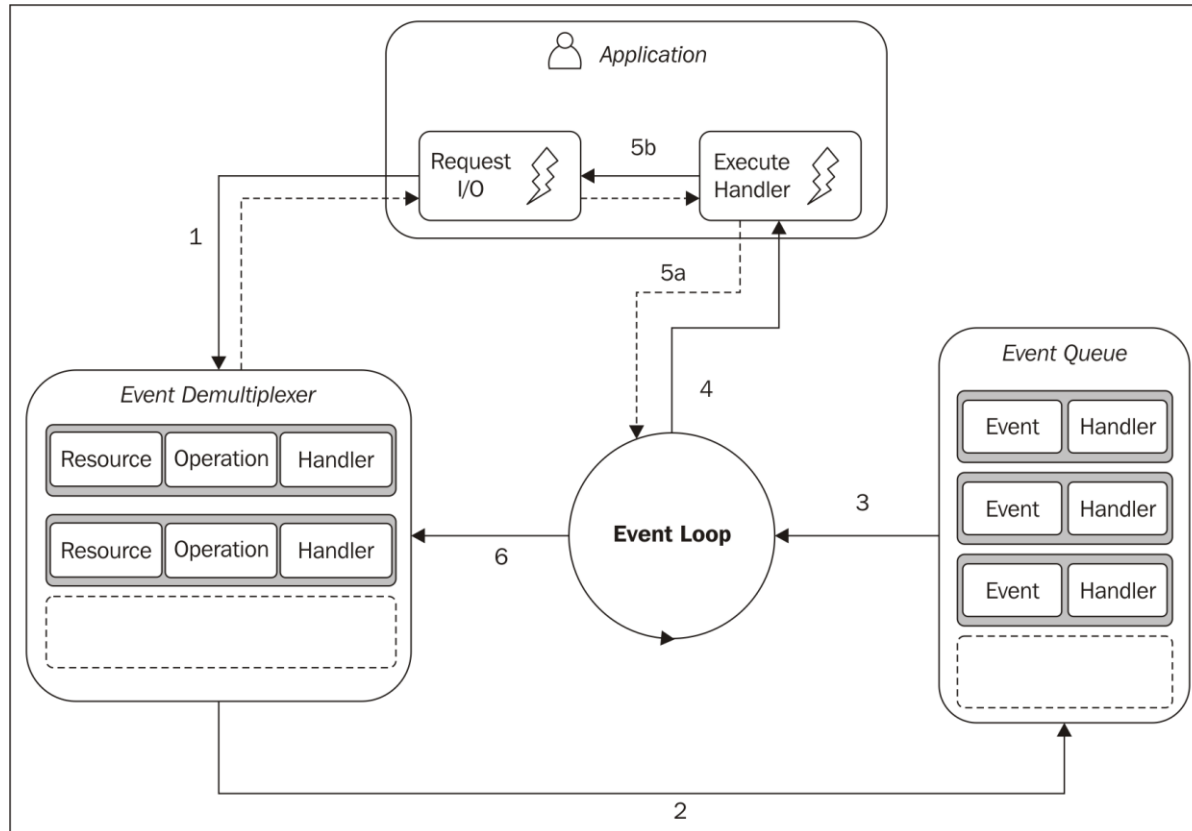 Application
Request
I/O
5b
Execute
Handler
1
5a
Event Demultiplexer
Resource Operation Handler
Resource Operation Handler
4
Event Loop
6
3
Event Queue
Event Handler
Event Handler
Event Handler
2